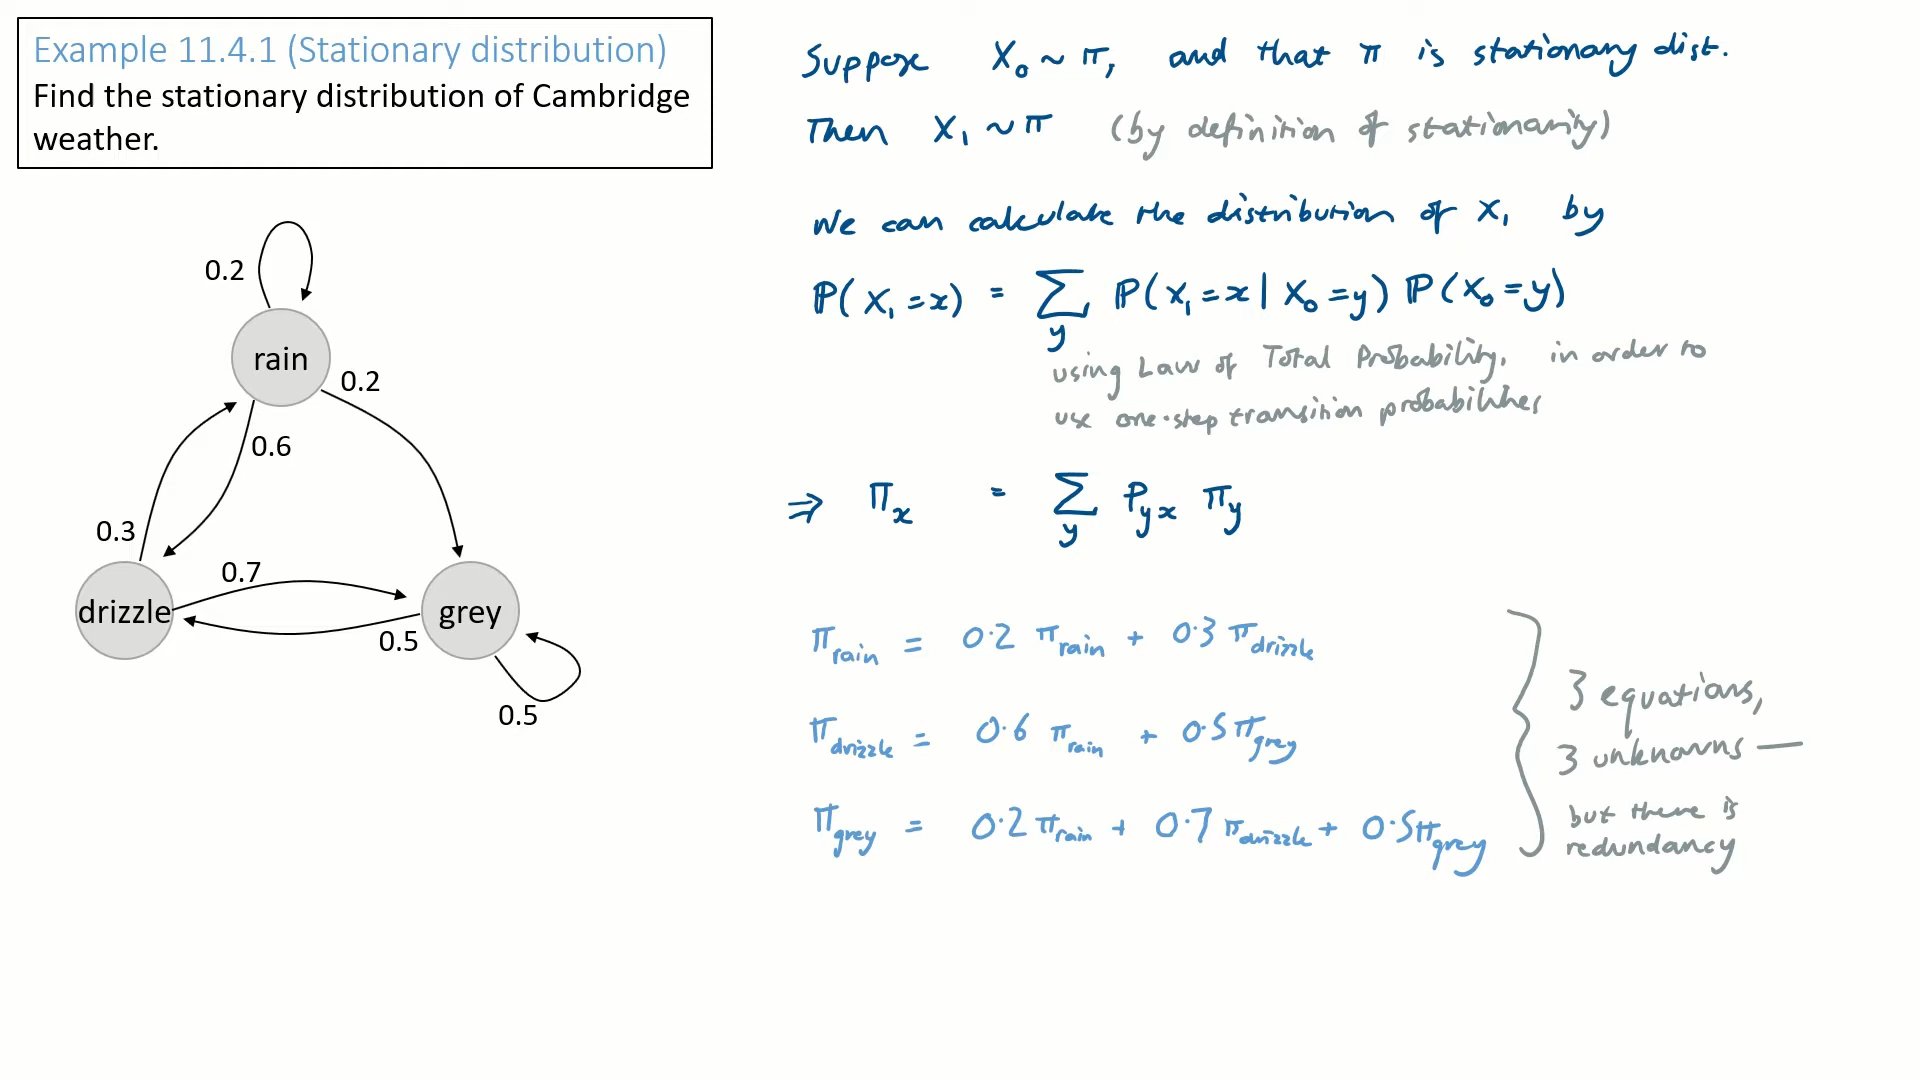 Example 11.4.1 (Stationary distribution)
Find the stationary distribution of Cambridge
weather.
0.2
rain
0.2
0.6
0.3
0.7
drizzle
grey
0.5
0.5
Suppose X₀ ~ π, and that π is stationary dist.
Then X₁ ~ π (by definition of stationarity)
We can calculate the distribution of X₁ by
ℙ(X₁=x) = ∑_y ℙ(X₁=x | X₀=y) ℙ(X₀=y)
using Law of Total Probability, in order to
use one-step transition probabilities
⇒ π_x = ∑_y P_yx π_y
π_rain = 0.2 π_rain + 0.3 π_drizzle
π_drizzle = 0.6 π_rain + 0.5 π_grey
π_grey = 0.2 π_rain + 0.7 π_drizzle + 0.5 π_grey
3 equations,
3 unknowns —
but there is
redundancy